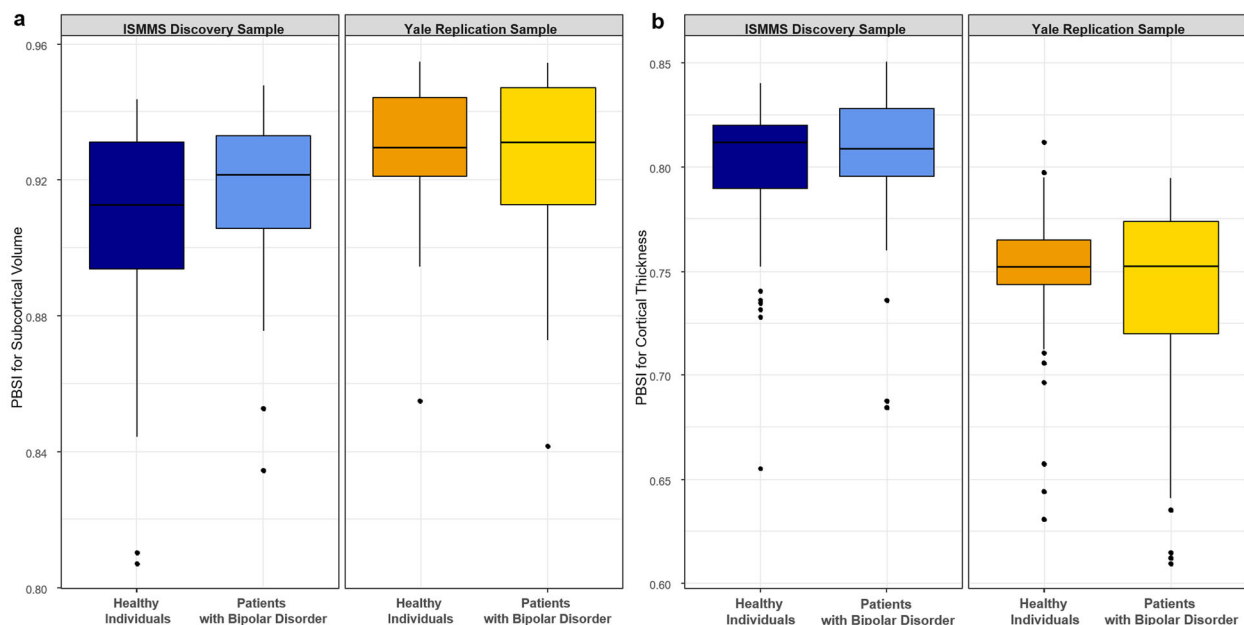 a
ISMMS Discovery Sample
Yale Replication Sample
PBSI for Subcortical Volume
0.96
0.92
0.88
0.84
0.80
Healthy
Individuals
Patients
with Bipolar Disorder
Healthy
Individuals
Patients
with Bipolar Disorder
b
ISMMS Discovery Sample
Yale Replication Sample
PBSI for Cortical Thickness
0.85
0.80
0.75
0.70
0.65
0.60
Healthy
Individuals
Patients
with Bipolar Disorder
Healthy
Individuals
Patients
with Bipolar Disorder